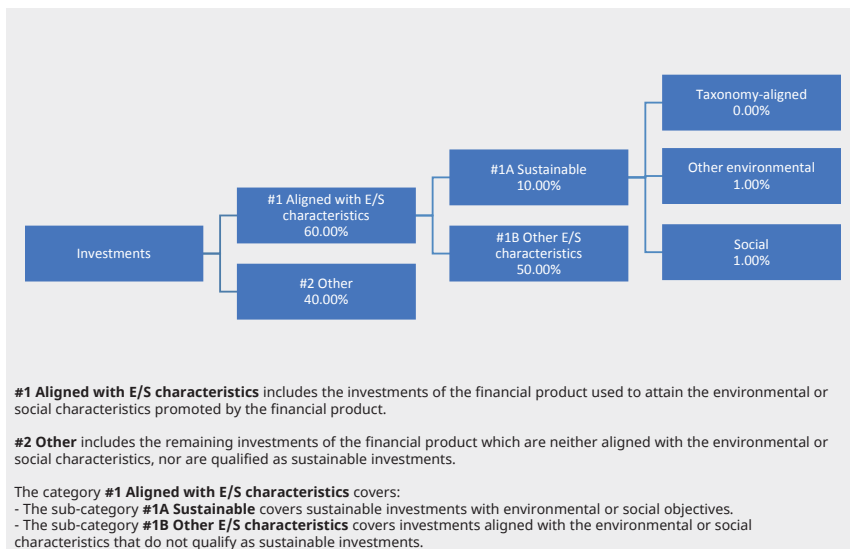 Taxonomy-aligned
0.00%
#1A Sustainable
10.00%
Other environmental
1.00%
#1 Aligned with E/S
characteristics
60.00%
#1B Other E/S
characteristics
50.00%
Social
1.00%
Investments
#2 Other
40.00%
#1 Aligned with E/S characteristics includes the investments of the financial product used to attain the environmental or
social characteristics promoted by the financial product.
#2 Other includes the remaining investments of the financial product which are neither aligned with the environmental or
social characteristics, nor are qualified as sustainable investments.
The category #1 Aligned with E/S characteristics covers:
- The sub-category #1A Sustainable covers sustainable investments with environmental or social objectives.
- The sub-category #1B Other E/S characteristics covers investments aligned with the environmental or social
characteristics that do not qualify as sustainable investments.